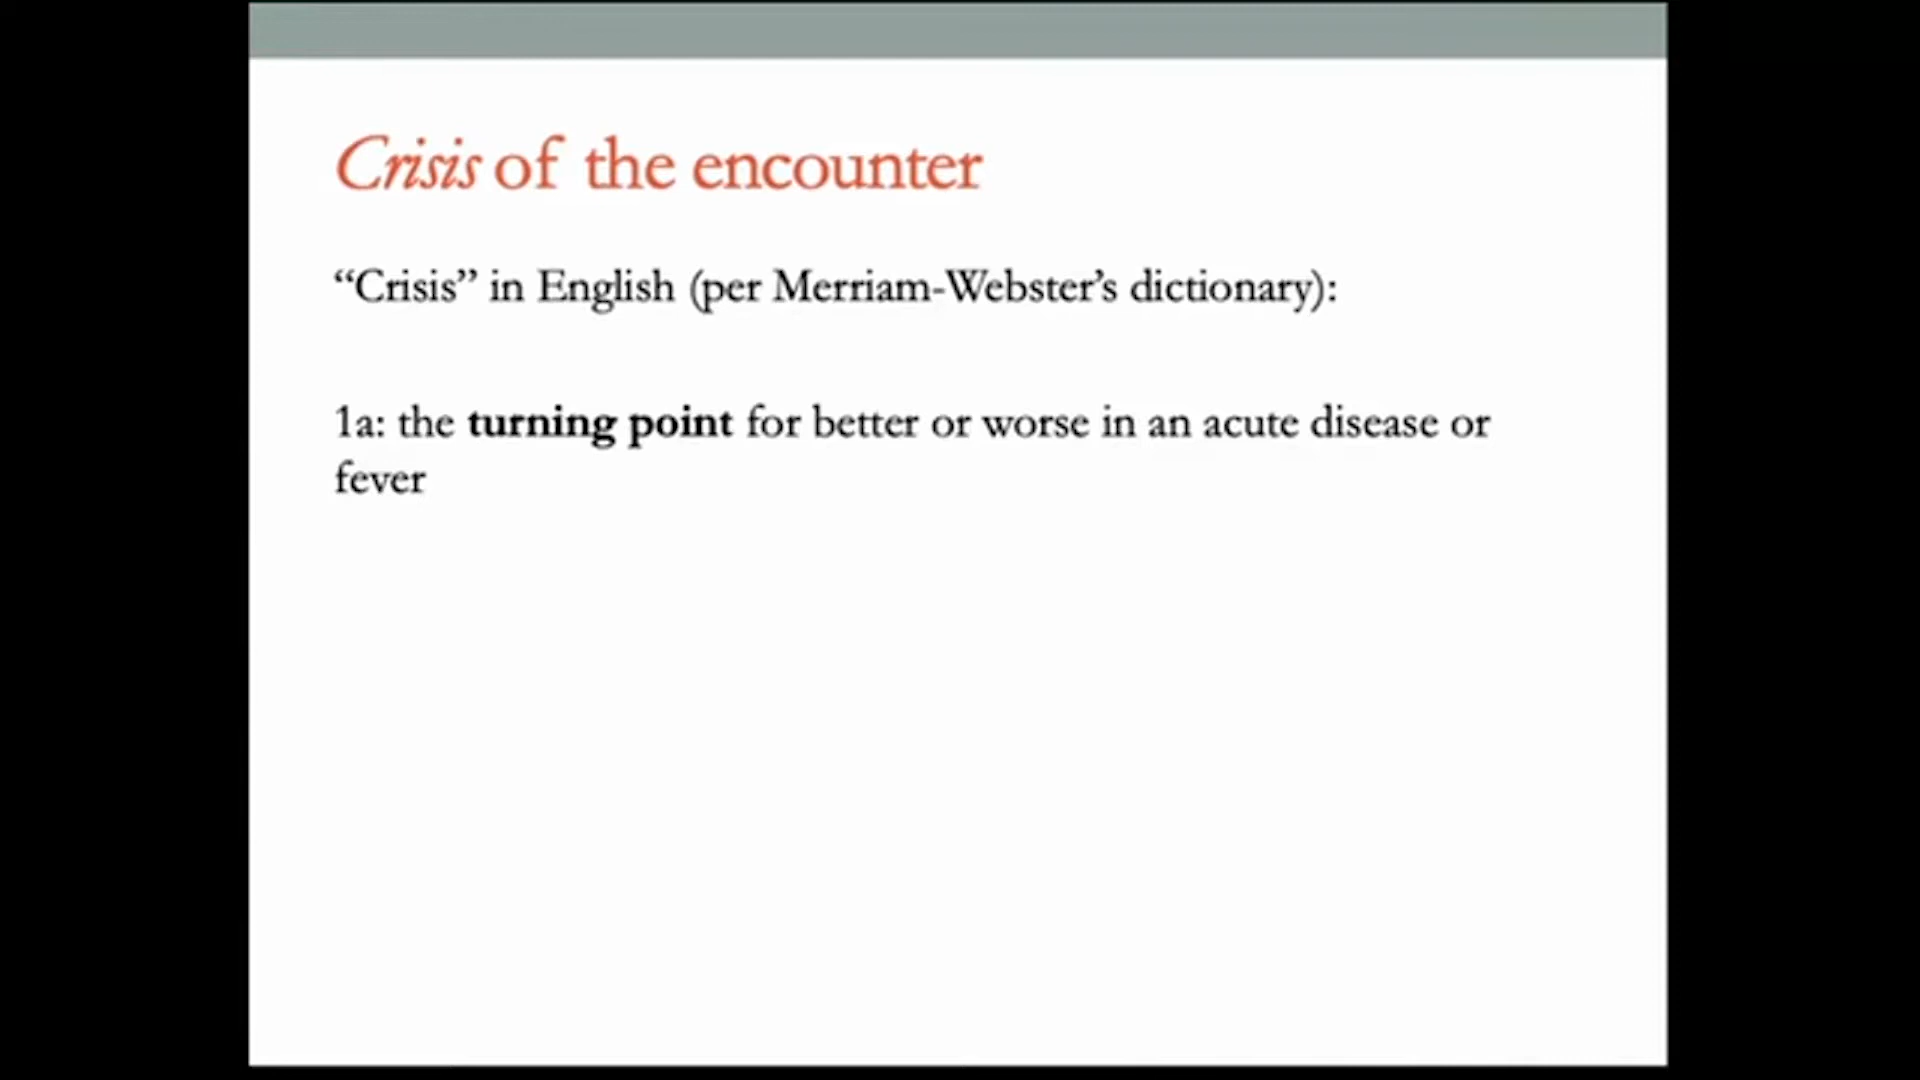 Crisis of the encounter
“Crisis” in English (per Merriam-Webster’s dictionary):
1a: the turning point for better or worse in an acute disease or
fever